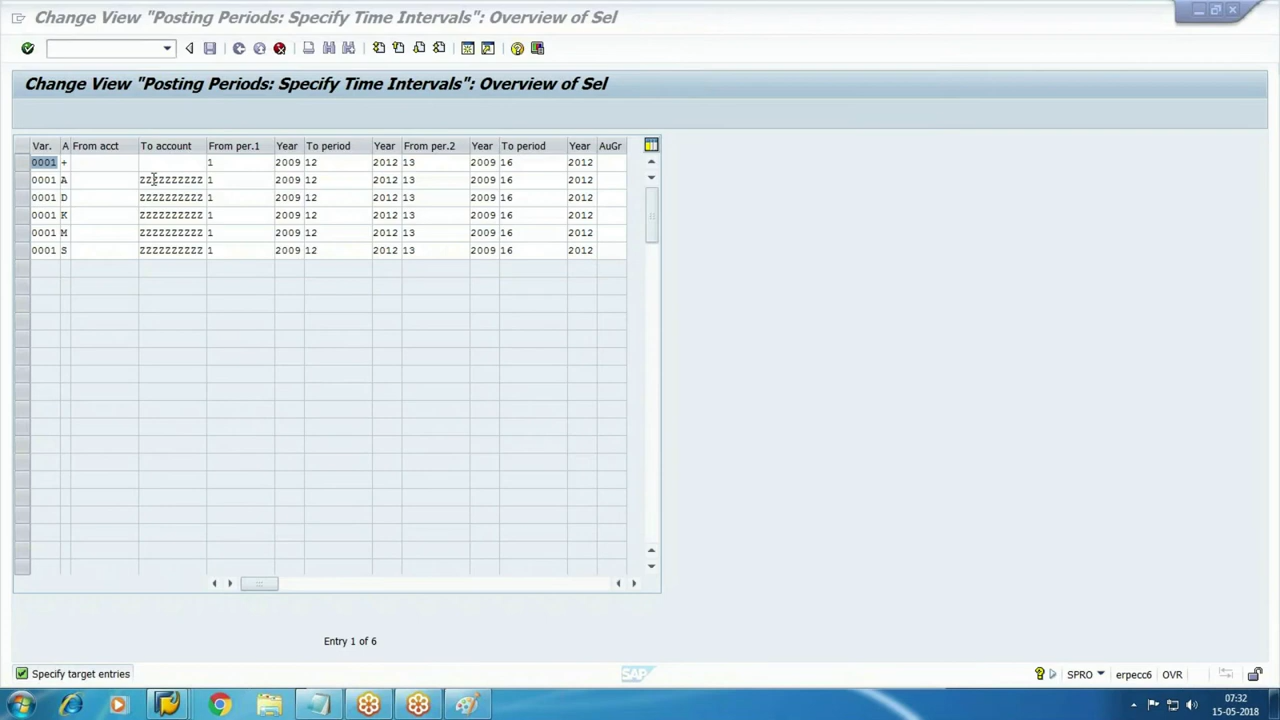 Change View "Posting Periods: Specify Time Intervals": Overview of Sel
Change View "Posting Periods: Specify Time Intervals": Overview of Sel
Var. A From acct To account From per.1 Year To period Year From per.2 Year To period Year AuGr
0001 + 1 2009 12 2012 13 2009 16 2012
0001 A ZZZZZZZZZZ 1 2009 12 2012 13 2009 16 2012
0001 D ZZZZZZZZZZ 1 2009 12 2012 13 2009 16 2012
0001 K ZZZZZZZZZZ 1 2009 12 2012 13 2009 16 2012
0001 M ZZZZZZZZZZ 1 2009 12 2012 13 2009 16 2012
0001 S ZZZZZZZZZZ 1 2009 12 2012 13 2009 16 2012
Entry 1 of 6
Specify target entries SAP SPRO erpecc6 OVR
07:32
15-05-2018